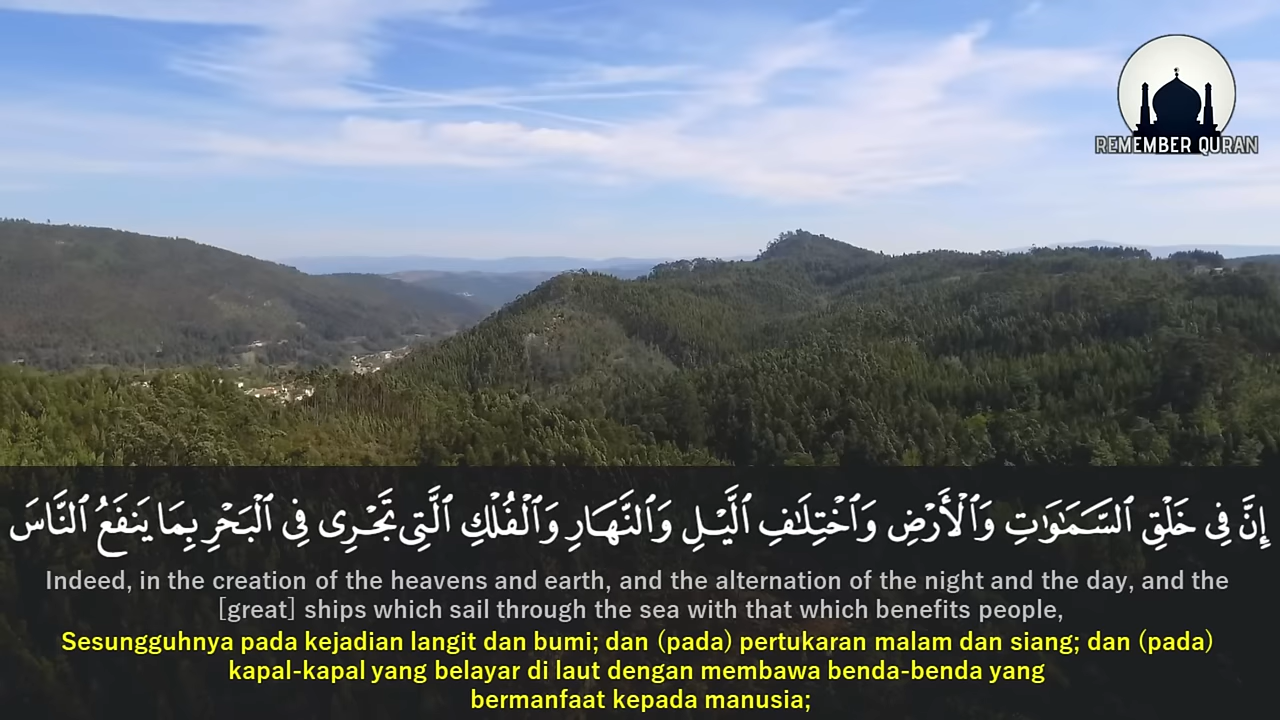 REMEMBER QURAN
إِنَّ فِى خَلْقِ ٱلسَّمَـٰوَٰتِ وَٱلْأَرْضِ وَٱخْتِلَـٰفِ ٱلَّيْلِ وَٱلنَّهَارِ وَٱلْفُلْكِ ٱلَّتِى تَجْرِى فِى ٱلْبَحْرِ بِمَا يَنفَعُ ٱلنَّاسَ
Indeed, in the creation of the heavens and earth, and the alternation of the night and the day, and the
[great] ships which sail through the sea with that which benefits people,
Sesungguhnya pada kejadian langit dan bumi; dan (pada) pertukaran malam dan siang; dan (pada)
kapal-kapal yang belayar di laut dengan membawa benda-benda yang
bermanfaat kepada manusia;